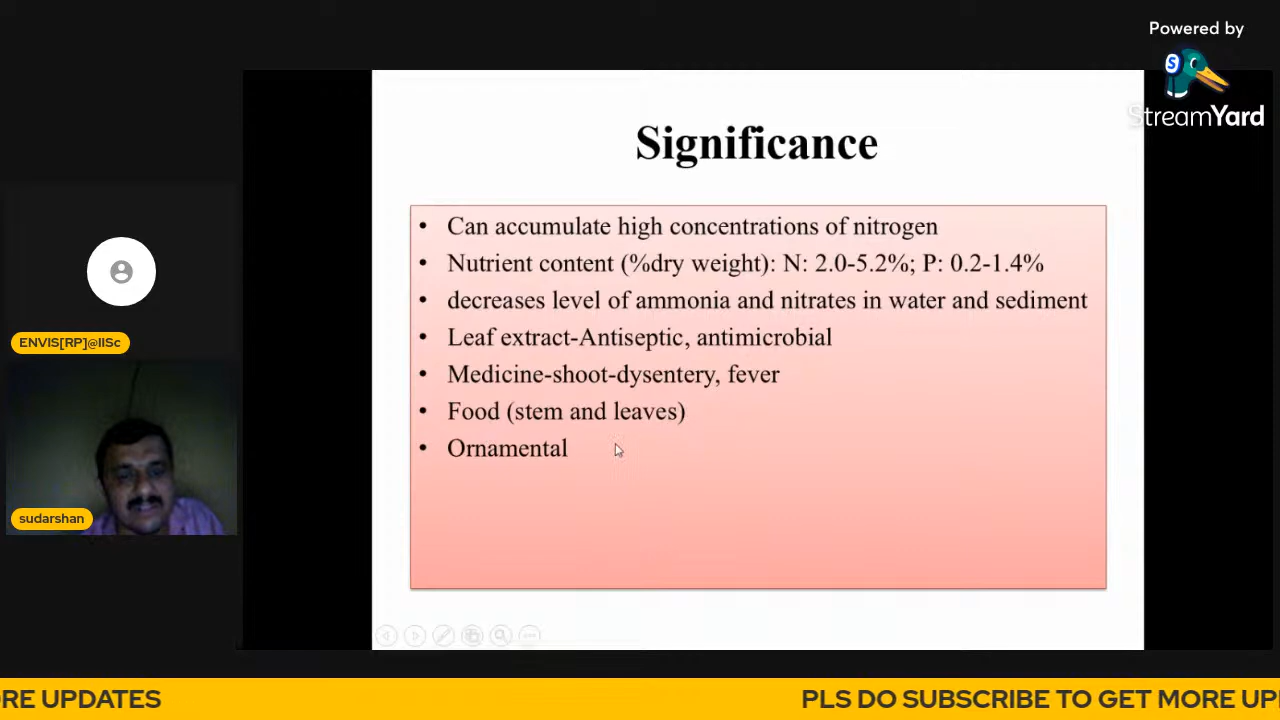 Powered by
StreamYard
Significance
• Can accumulate high concentrations of nitrogen
• Nutrient content (%dry weight): N: 2.0-5.2%; P: 0.2-1.4%
• decreases level of ammonia and nitrates in water and sediment
• Leaf extract-Antiseptic, antimicrobial
• Medicine-shoot-dysentery, fever
• Food (stem and leaves)
• Ornamental
ENVIS[RP]@IISc
sudarshan
RE UPDATES PLS DO SUBSCRIBE TO GET MORE UP